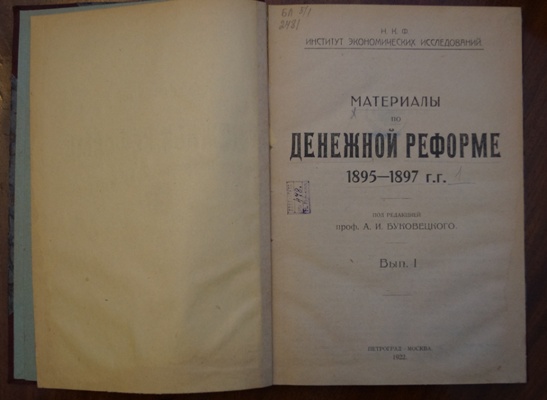 Н. К. Ф.
ИНСТИТУТ ЭКОНОМИЧЕСКИХ ИССЛЕДОВАНИЙ
МАТЕРИАЛЫ
ПО
ДЕНЕЖНОЙ РЕФОРМЕ
1895—1897 г.г.
ПОД РЕДАКЦИЕЙ
проф. А. И. БУКОВЕЦКОГО.
Вып. I
ПЕТРОГРАД МОСКВА
1922